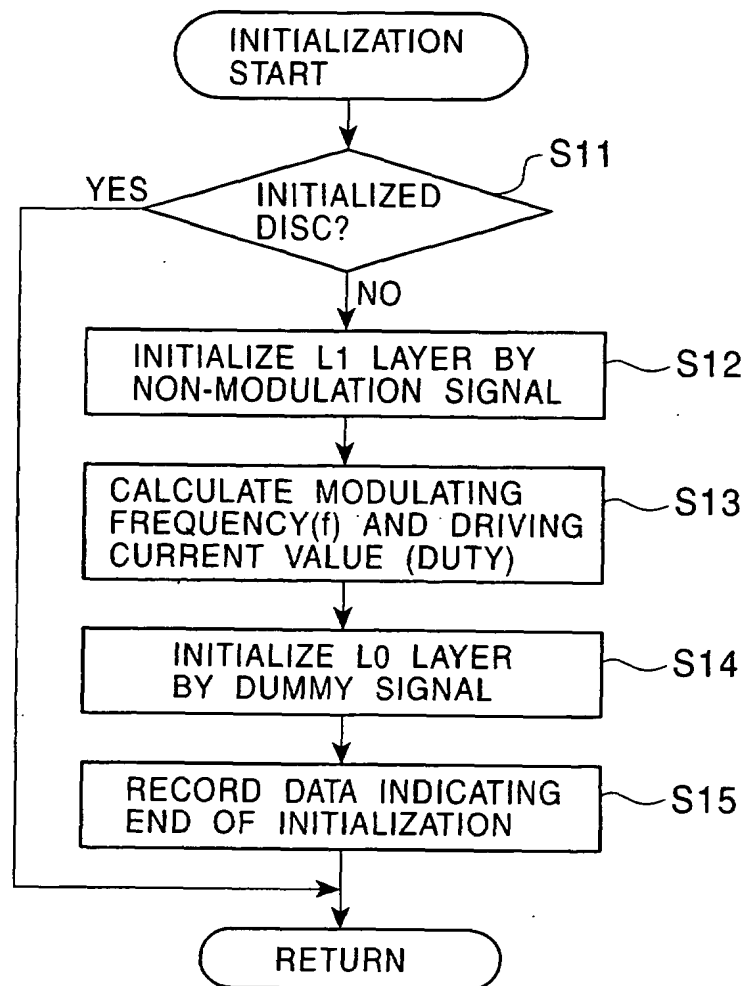 INITIALIZATION
START
S11
YES
INITIALIZED
DISC?
NO
INITIALIZE L1 LAYER BY
NON-MODULATION SIGNAL
S12
CALCULATE MODULATING
FREQUENCY(f) AND DRIVING
CURRENT VALUE (DUTY)
S13
INITIALIZE L0 LAYER
BY DUMMY SIGNAL
S14
RECORD DATA INDICATING
END OF INITIALIZATION
S15
RETURN